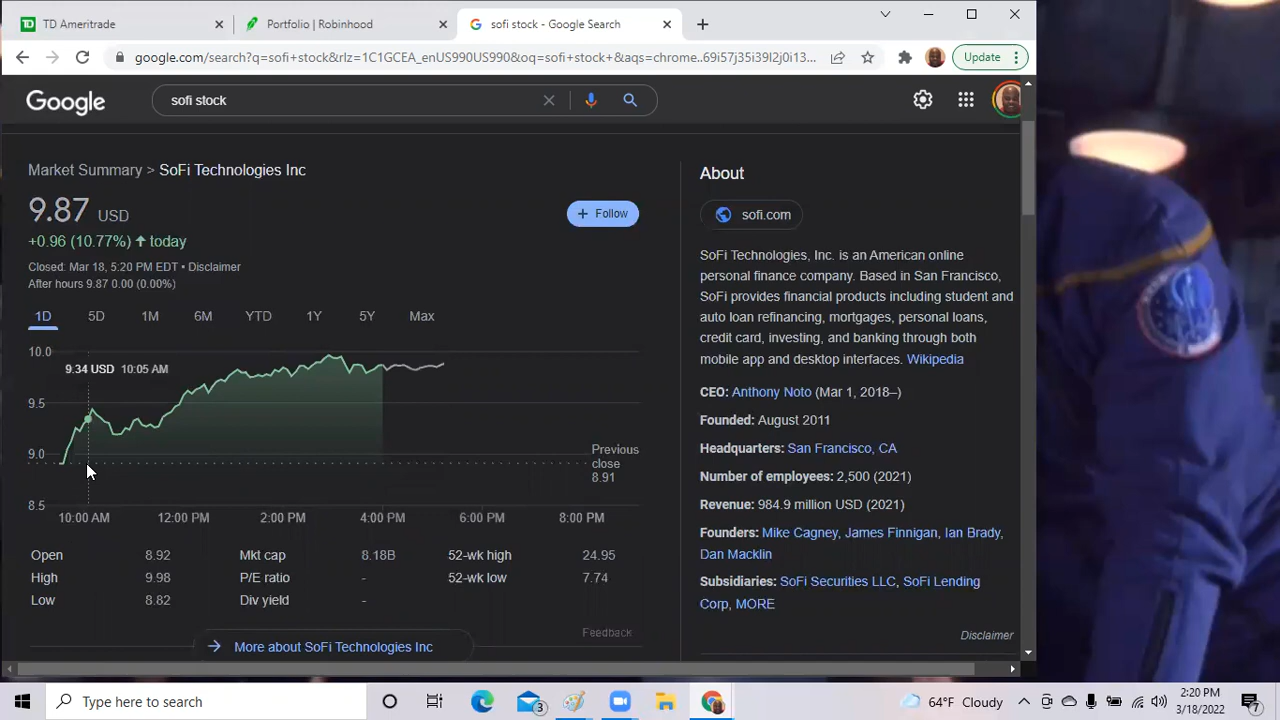 TD Ameritrade
Portfolio | Robinhood
sofi stock - Google Search
google.com/search?q=sofi+stock&rlz=1C1GCEA_enUS990US990&oq=sofi+stock+&aqs=chrome..69i57j35i39l2j0i13...
Update
Google
sofi stock
Market Summary > SoFi Technologies Inc
9.87 USD
+0.96 (10.77%) today
Closed: Mar 18, 5:20 PM EDT • Disclaimer
After hours 9.87 0.00 (0.00%)
+ Follow
1D 5D 1M 6M YTD 1Y 5Y Max
10.0
9.34 USD 10:05 AM
9.5
9.0
Previous
close
8.91
8.5
10:00 AM 12:00 PM 2:00 PM 4:00 PM 6:00 PM 8:00 PM
Open 8.92 Mkt cap 8.18B 52-wk high 24.95
High 9.98 P/E ratio - 52-wk low 7.74
Low 8.82 Div yield -
Feedback
More about SoFi Technologies Inc
About
sofi.com
SoFi Technologies, Inc. is an American online
personal finance company. Based in San Francisco,
SoFi provides financial products including student and
auto loan refinancing, mortgages, personal loans,
credit card, investing, and banking through both
mobile app and desktop interfaces. Wikipedia
CEO: Anthony Noto (Mar 1, 2018–)
Founded: August 2011
Headquarters: San Francisco, CA
Number of employees: 2,500 (2021)
Revenue: 984.9 million USD (2021)
Founders: Mike Cagney, James Finnigan, Ian Brady,
Dan Macklin
Subsidiaries: SoFi Securities LLC, SoFi Lending
Corp, MORE
Disclaimer
Type here to search
3
64°F Cloudy
2:20 PM
3/18/2022
7